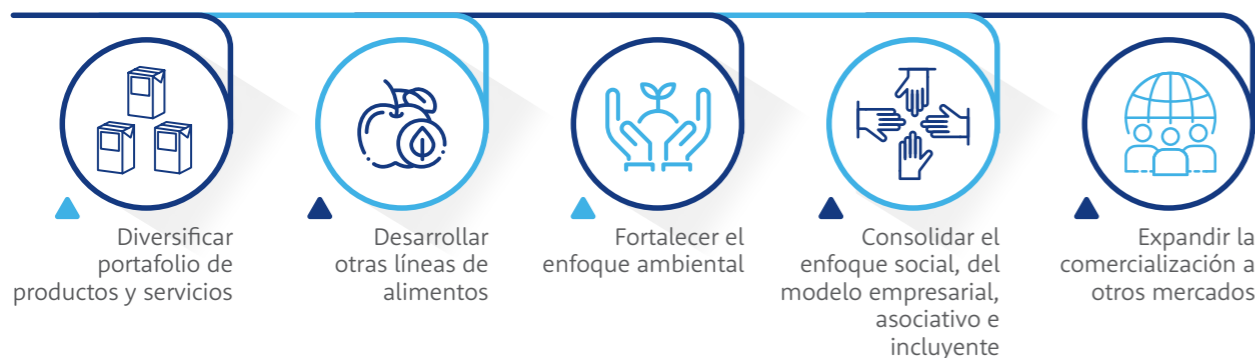 Diversificar
portafolio de
productos y servicios
Desarrollar
otras líneas de
alimentos
Fortalecer el
enfoque ambiental
Consolidar el
enfoque social, del
modelo empresarial,
asociativo e
incluyente
Expandir la
comercialización a
otros mercados